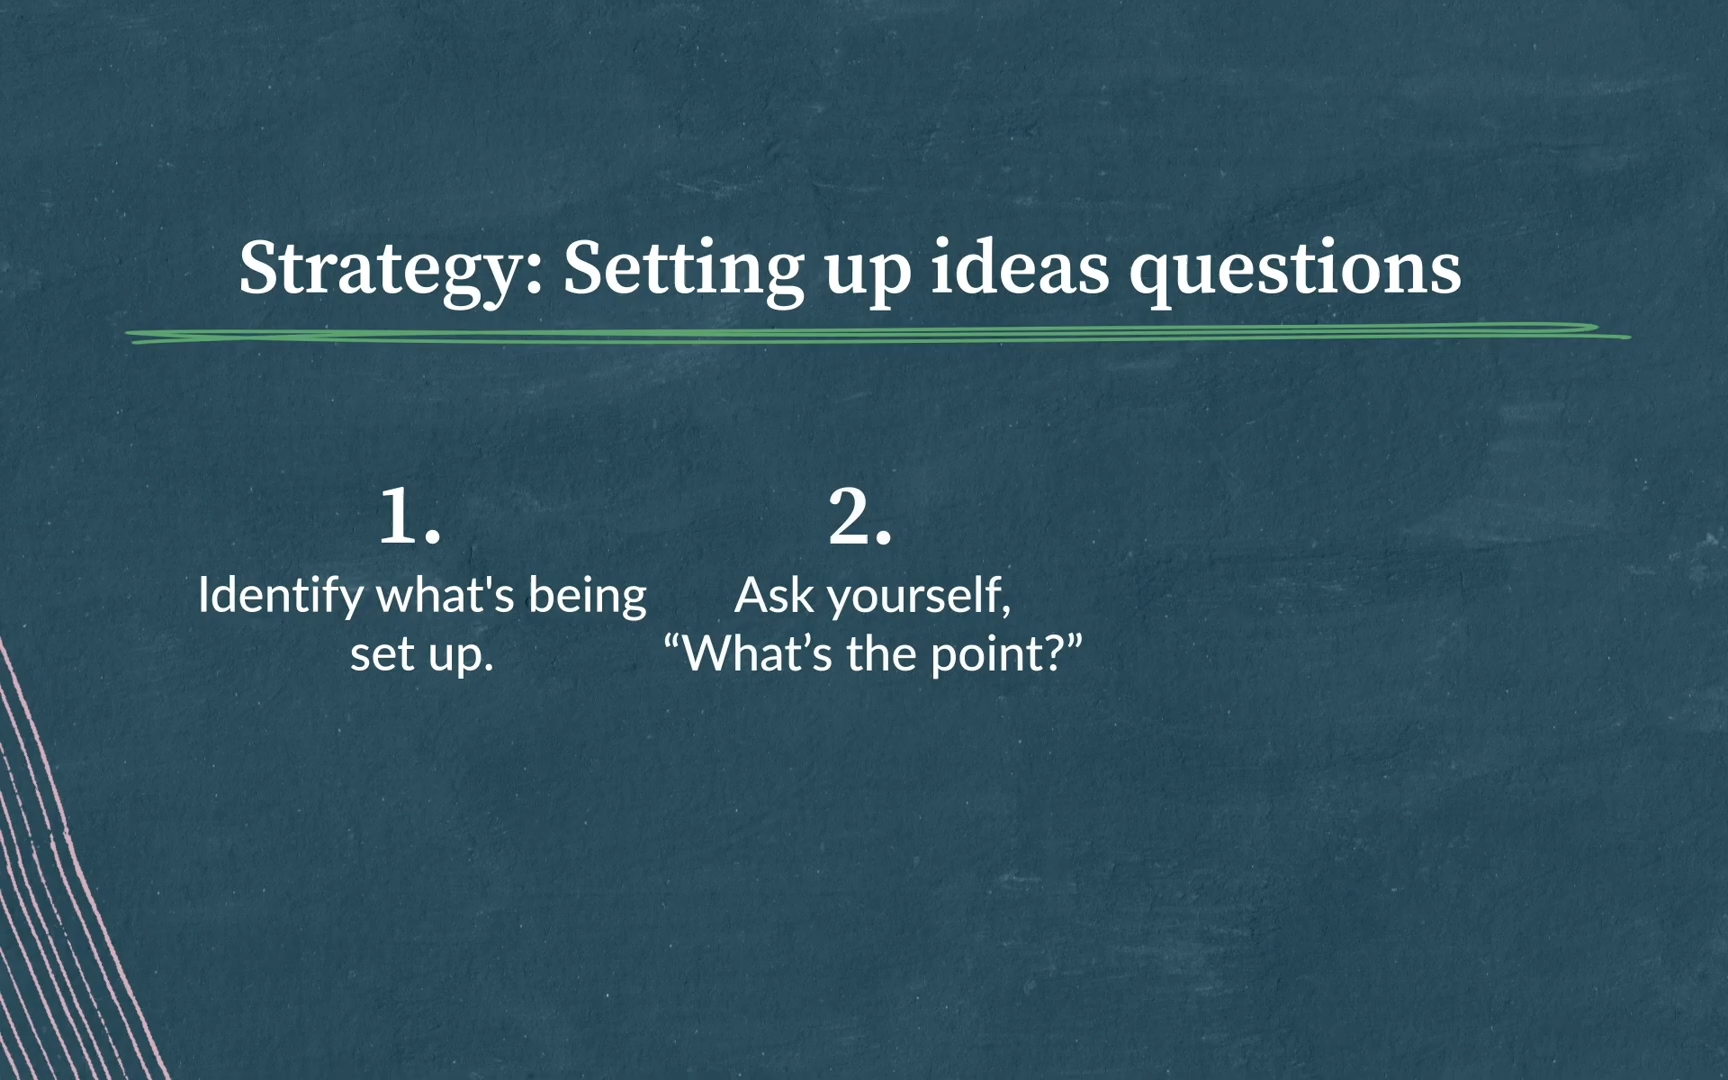 Strategy: Setting up ideas questions
1.
Identify what's being
set up.
2.
Ask yourself,
“What’s the point?”